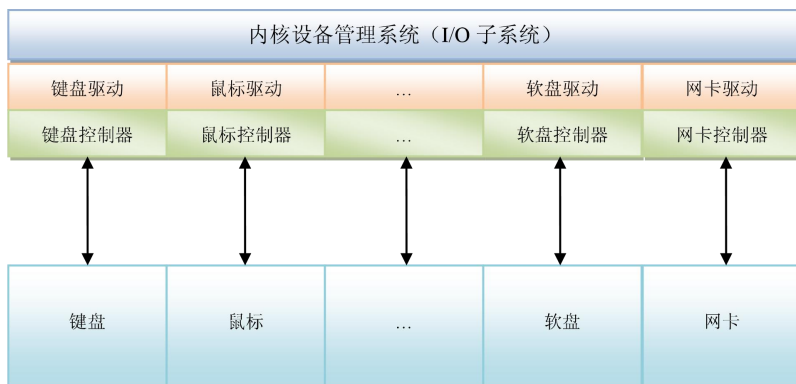 内核设备管理系统（I/O 子系统）
键盘驱动 鼠标驱动 … 软盘驱动 网卡驱动
键盘控制器 鼠标控制器 … 软盘控制器 网卡控制器
键盘 鼠标 … 软盘 网卡